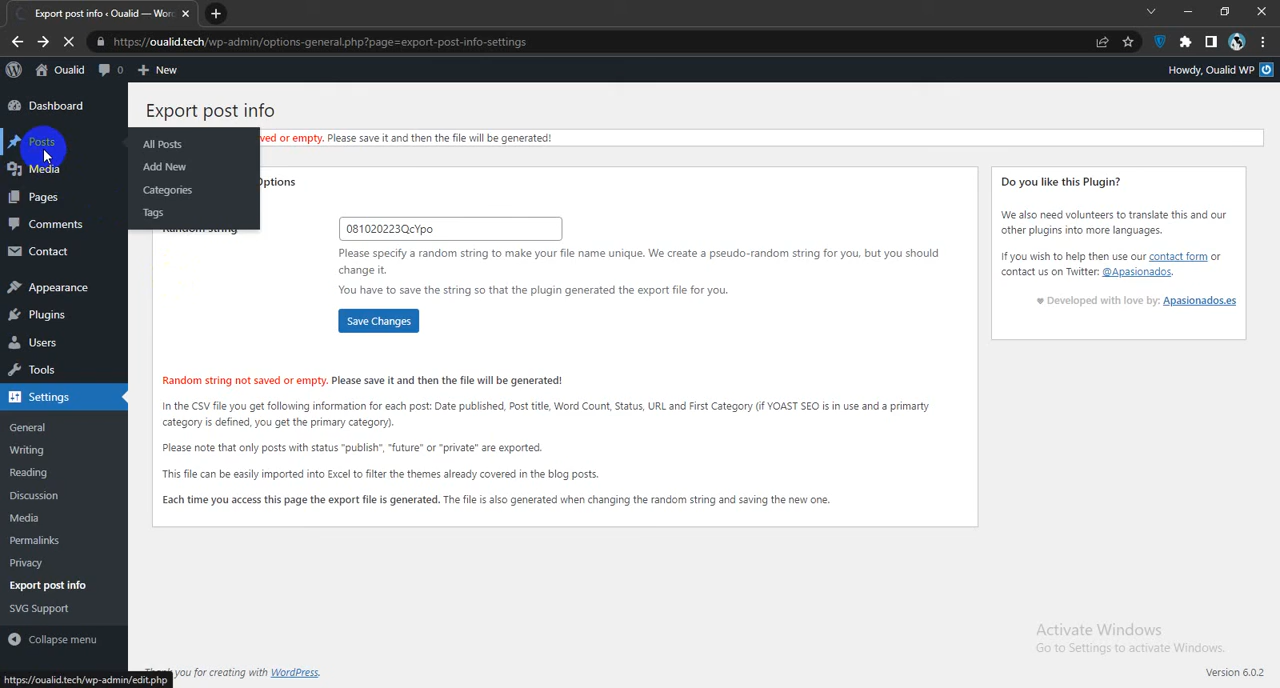 Export post info ‹ Oualid — Wor
https://oualid.tech/wp-admin/options-general.php?page=export-post-info-settings
Oualid
0
New
Howdy, Oualid WP
Dashboard
Posts
Media
Pages
Comments
Contact
Appearance
Plugins
Users
Tools
Settings
General
Writing
Reading
Discussion
Media
Permalinks
Privacy
Export post info
SVG Support
Collapse menu
All Posts
Add New
Categories
Tags
Export post info
ved or empty. Please save it and then the file will be generated!
Options
Random string
081020223QcYpo
Please specify a random string to make your file name unique. We create a pseudo-random string for you, but you should
change it.
You have to save the string so that the plugin generated the export file for you.
Save Changes
Random string not saved or empty. Please save it and then the file will be generated!
In the CSV file you get following information for each post: Date published, Post title, Word Count, Status, URL and First Category (if YOAST SEO is in use and a primarty
category is defined, you get the primary category).
Please note that only posts with status "publish", "future" or "private" are exported.
This file can be easily imported into Excel to filter the themes already covered in the blog posts.
Each time you access this page the export file is generated. The file is also generated when changing the random string and saving the new one.
Do you like this Plugin?
We also need volunteers to translate this and our
other plugins into more languages.
If you wish to help then use our contact form or
contact us on Twitter: @Apasionados.
♥ Developed with love by: Apasionados.es
Activate Windows
Go to Settings to activate Windows.
https://oualid.tech/wp-admin/edit.php
you for creating with WordPress.
Version 6.0.2